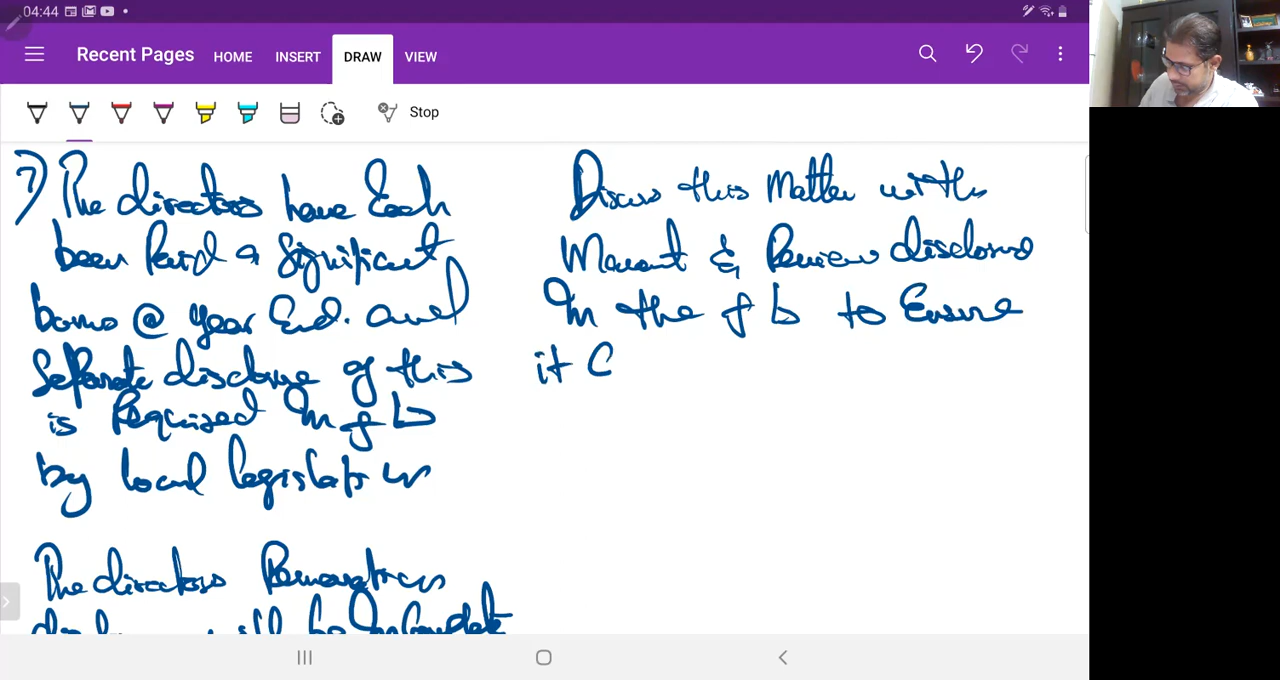 04:44
Recent Pages HOME INSERT DRAW VIEW
Stop
7) The directors have Each
been Paid a Significant
bonus @ year End. and
Separate disclosure of this
is Required in f s
by local legislation
The directors Remuneration
will be
Discuss this Matter with
& Review disclosure
In the f s to Ensure
it C